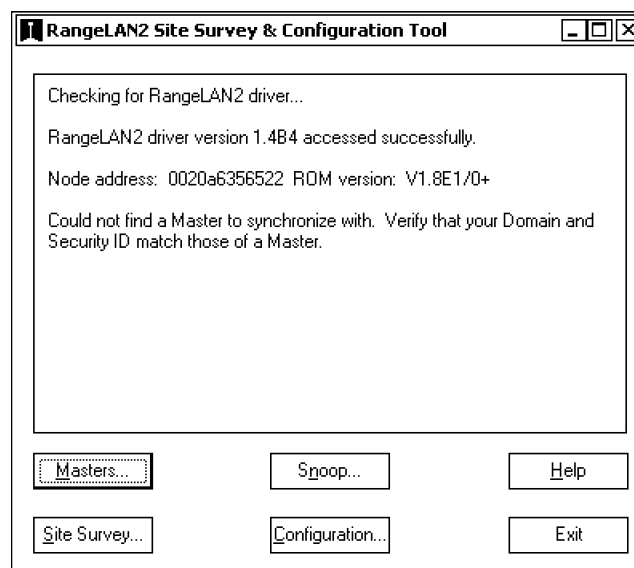 RangeLAN2 Site Survey & Configuration Tool
Checking for RangeLAN2 driver...
RangeLAN2 driver version 1.4B4 accessed successfully.
Node address:  0020a6356522  ROM version:  V1.8E1/0+
Could not find a Master to synchronize with.  Verify that your Domain and
Security ID match those of a Master.
Masters...
Snoop...
Help
Site Survey...
Configuration...
Exit